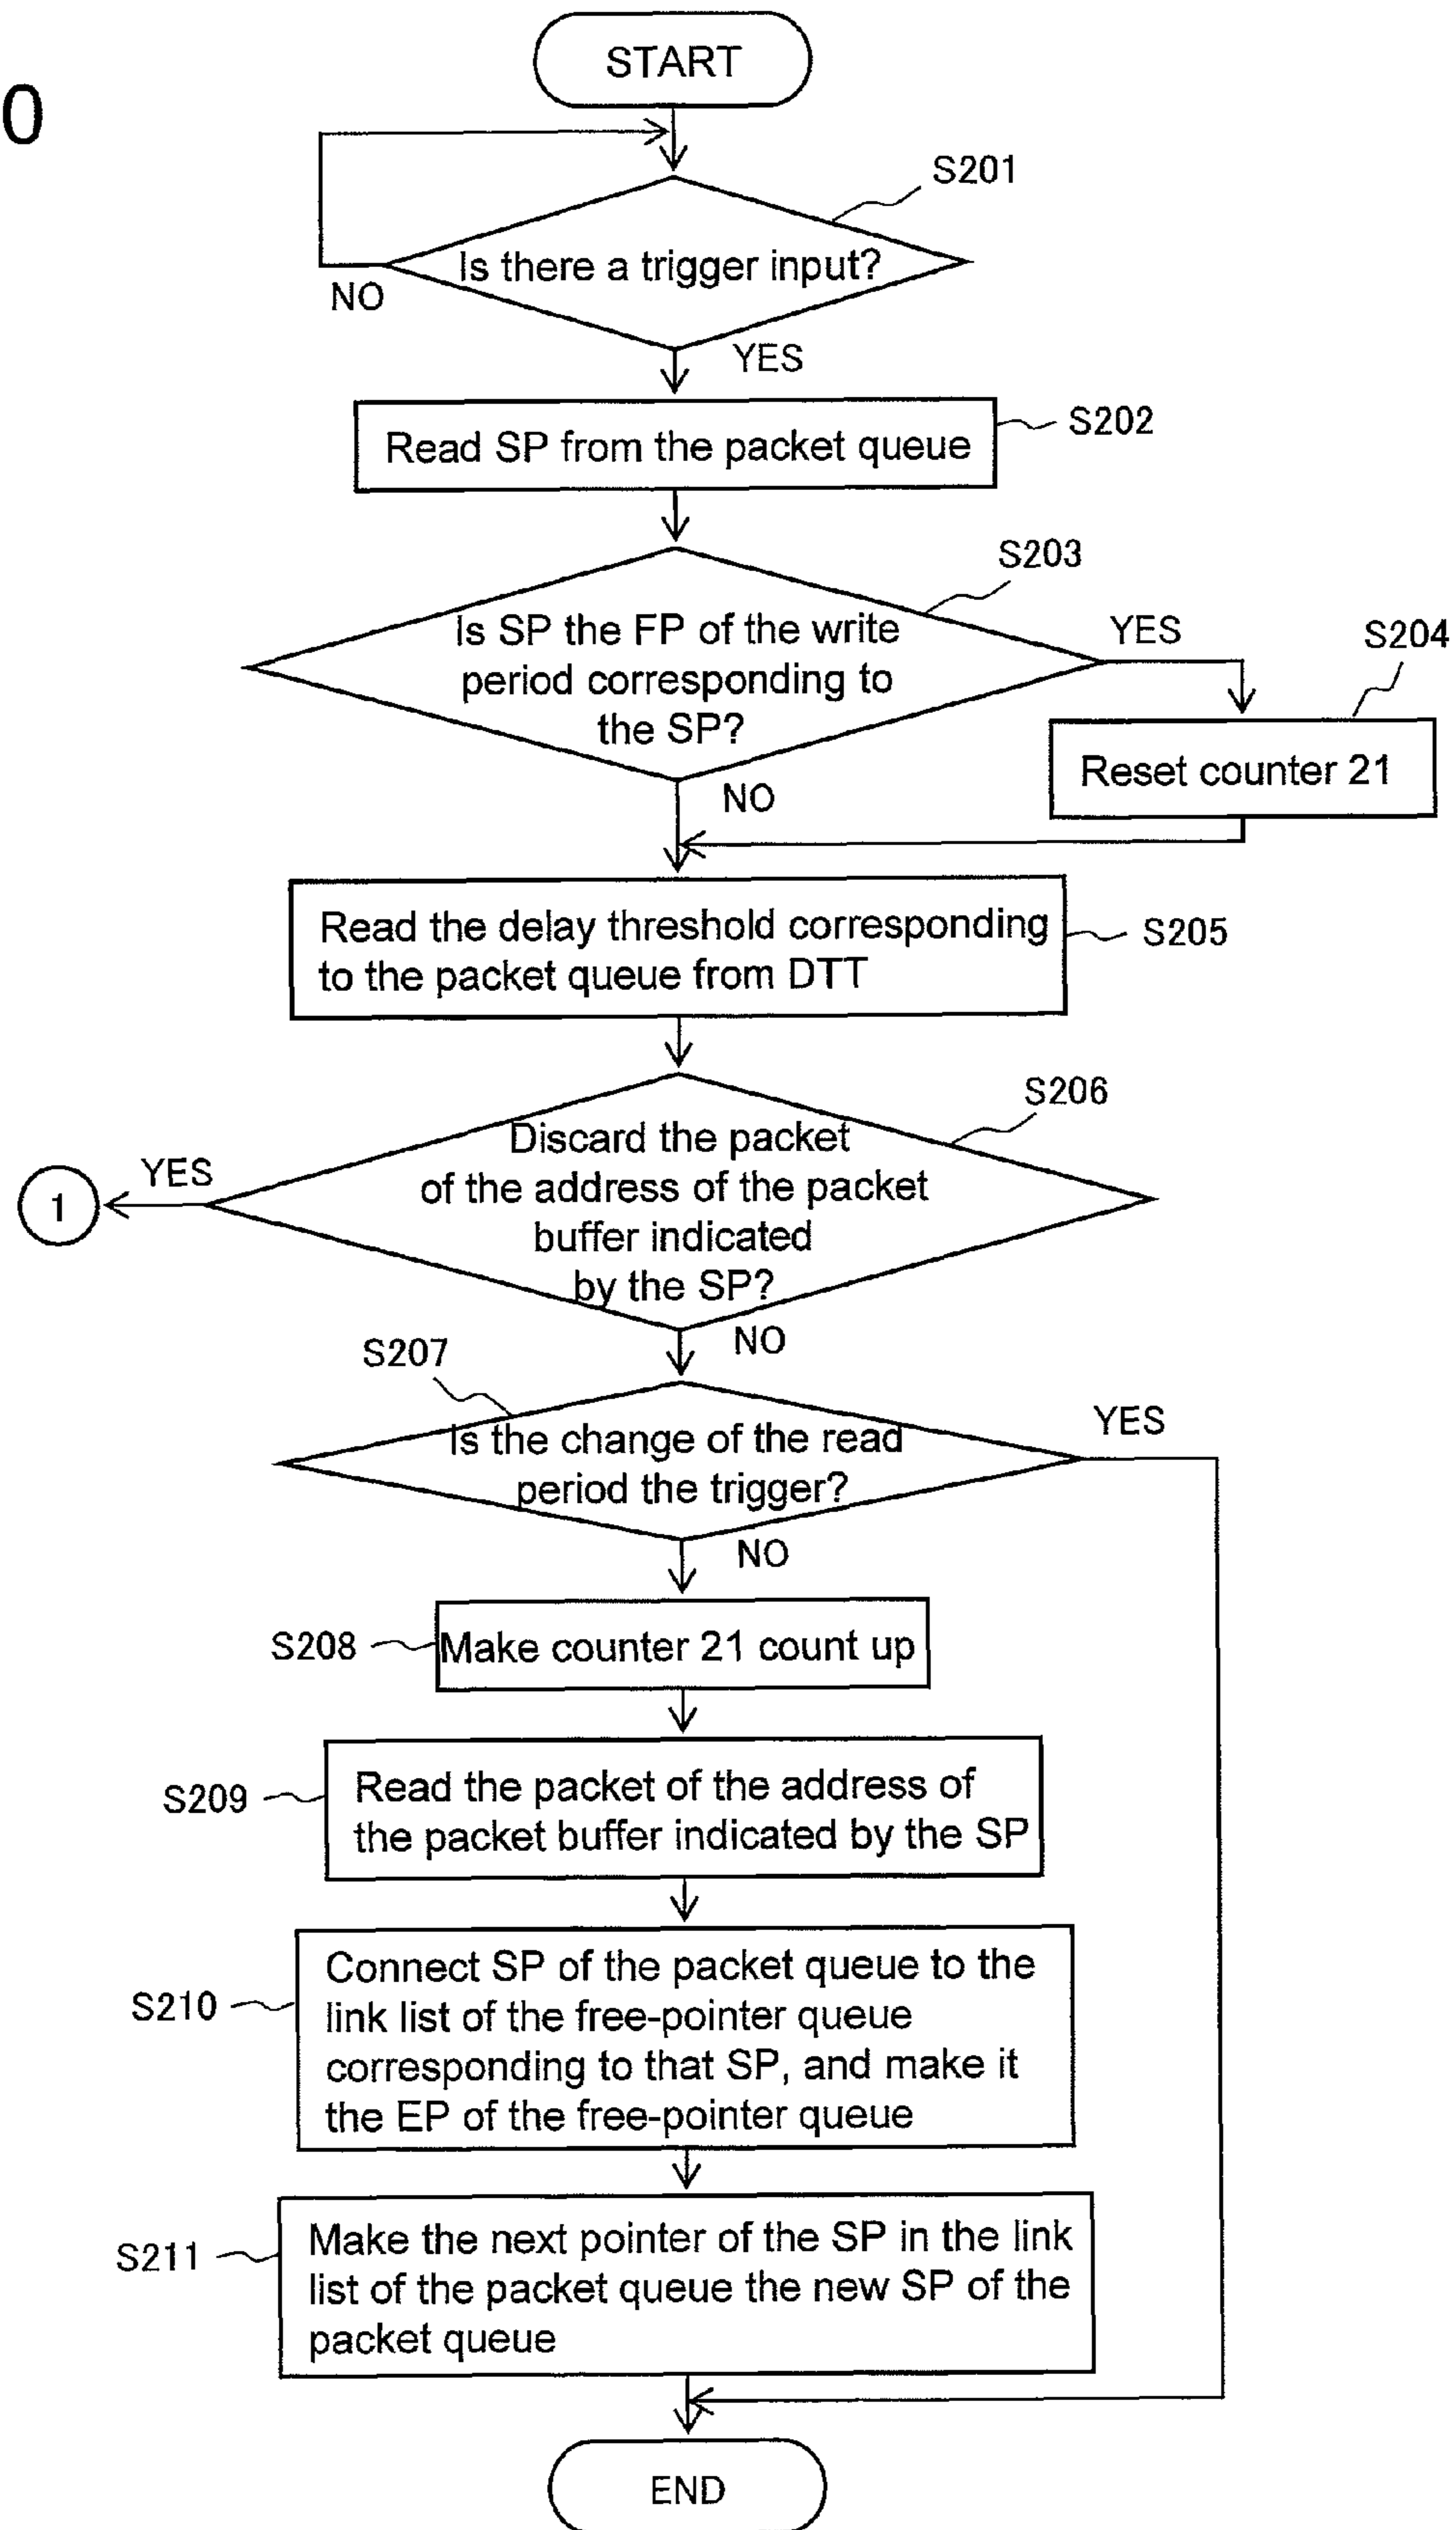 START
0
S201
Is there a trigger input?
NO
YES
Read SP from the packet queue
S202
S203
Is SP the FP of the write
period corresponding to
the SP?
YES
S204
Reset counter 21
NO
Read the delay threshold corresponding
to the packet queue from DTT
S205
S206
Discard the packet
of the address of the packet
buffer indicated
by the SP?
YES
1
NO
S207
Is the change of the read
period the trigger?
YES
NO
S208
Make counter 21 count up
S209
Read the packet of the address of
the packet buffer indicated by the SP
S210
Connect SP of the packet queue to the
link list of the free-pointer queue
corresponding to that SP, and make it
the EP of the free-pointer queue
S211
Make the next pointer of the SP in the link
list of the packet queue the new SP of the
packet queue
END